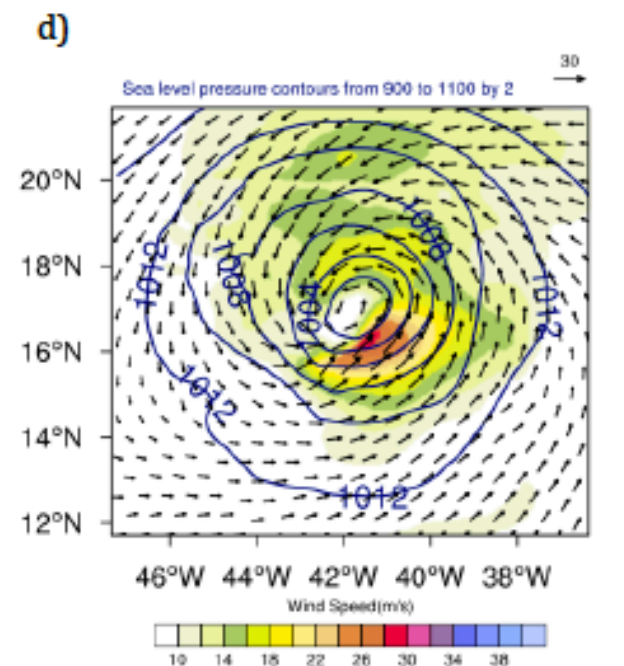 d)
30
Sea level pressure contours from 900 to 1100 by 2
20°N
18°N
16°N
14°N
12°N
1008
1012
1008
1004
1012
1012
1012
46°W 44°W 42°W 40°W 38°W
Wind Speed(m/s)
10 14 18 22 26 30 34 38